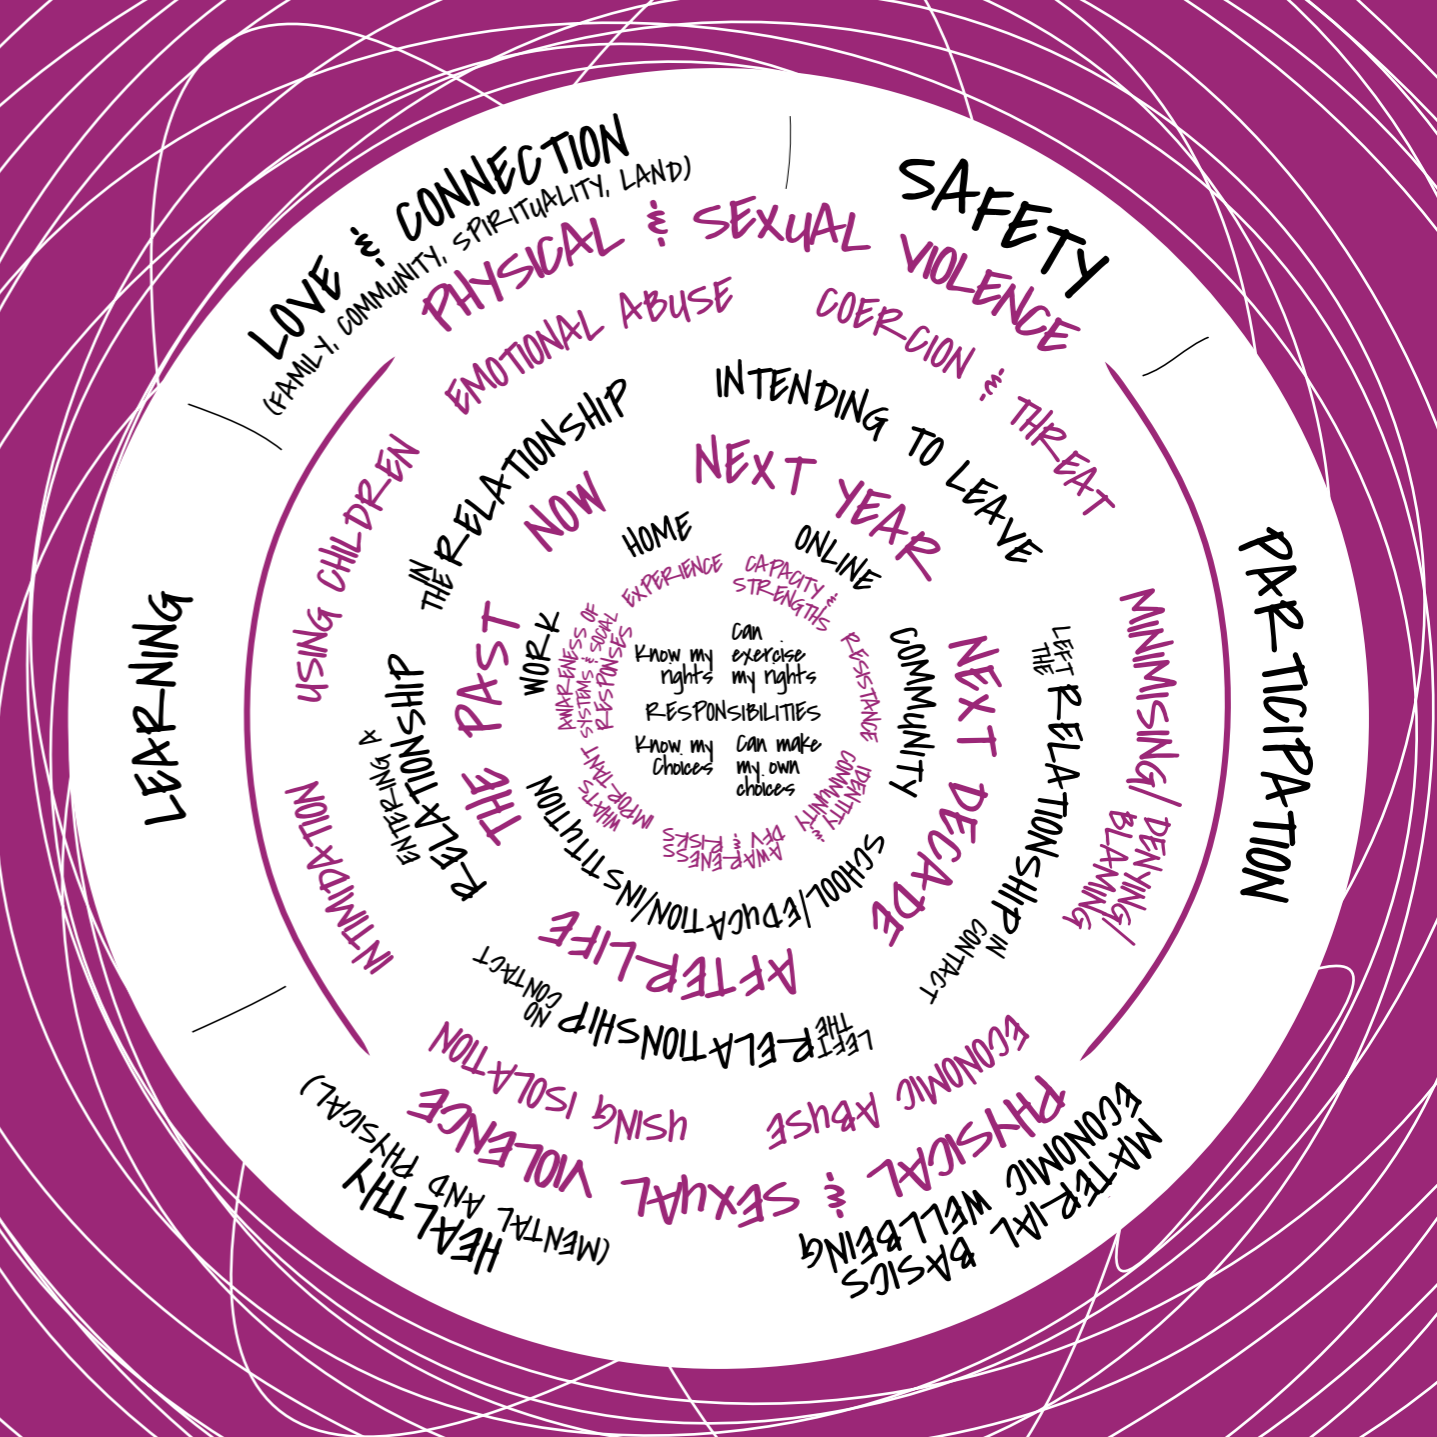 LOVE & CONNECTION
(FAMILY, COMMUNITY, SPIRITUALITY, LAND)
SAFETY
PARTICIPATION
MATERIAL BASICS
ECONOMIC WELLBEING
HEALTHY
(MENTAL AND PHYSICAL)
LEARNING
PHYSICAL & SEXUAL VIOLENCE
PHYSICAL & SEXUAL VIOLENCE
EMOTIONAL ABUSE
COERCION & THREAT
MINIMISING/ DENYING/
BLAMING
ECONOMIC ABUSE
USING ISOLATION
INTIMIDATION
USING CHILDREN
IN
THE RELATIONSHIP
INTENDING TO LEAVE
LEFT
THE RELATIONSHIP IN
CONTACT
LEFT
THE RELATIONSHIP NO
CONTACT
ENTERING A
RELATIONSHIP
NOW
NEXT YEAR
NEXT DECADE
AFTERLIFE
THE PAST
HOME
ONLINE
COMMUNITY
SCHOOL/EDUCATION/INSTITUTION
WORK
EXPERIENCE
CAPACITY &
STRENGTHS
RESISTANCE
IDENTITY &
COMMUNITY
AWARENESS
DFV & RISKS
WHATS
IMPORTANT
AWARENESS OF
SYSTEMS & SOCIAL
RESPONSES
Know my
rights
Can
exercise
my rights
RESPONSIBILITIES
Know my
Choices
Can make
my own
choices